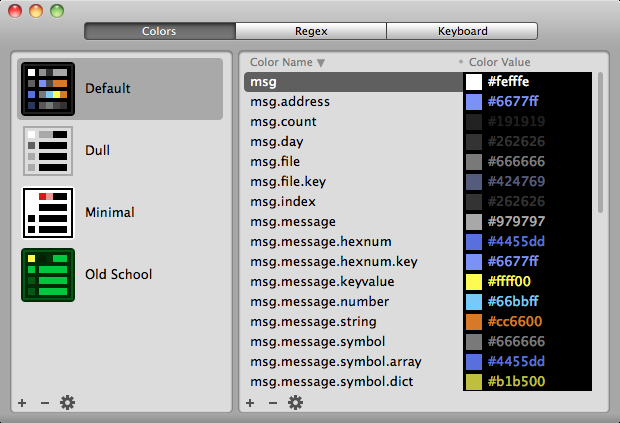 Colors Regex Keyboard
Default
Dull
Minimal
Old School
Color Name ▼ Color Value
msg #fefffe
msg.address #6677ff
msg.count #191919
msg.day #262626
msg.file #666666
msg.file.key #424769
msg.index #262626
msg.message #979797
msg.message.hexnum #4455dd
msg.message.hexnum.key #6677ff
msg.message.keyvalue #ffff00
msg.message.number #66bbff
msg.message.string #cc6600
msg.message.symbol #666666
msg.message.symbol.array #4455dd
msg.message.symbol.dict #b1b500